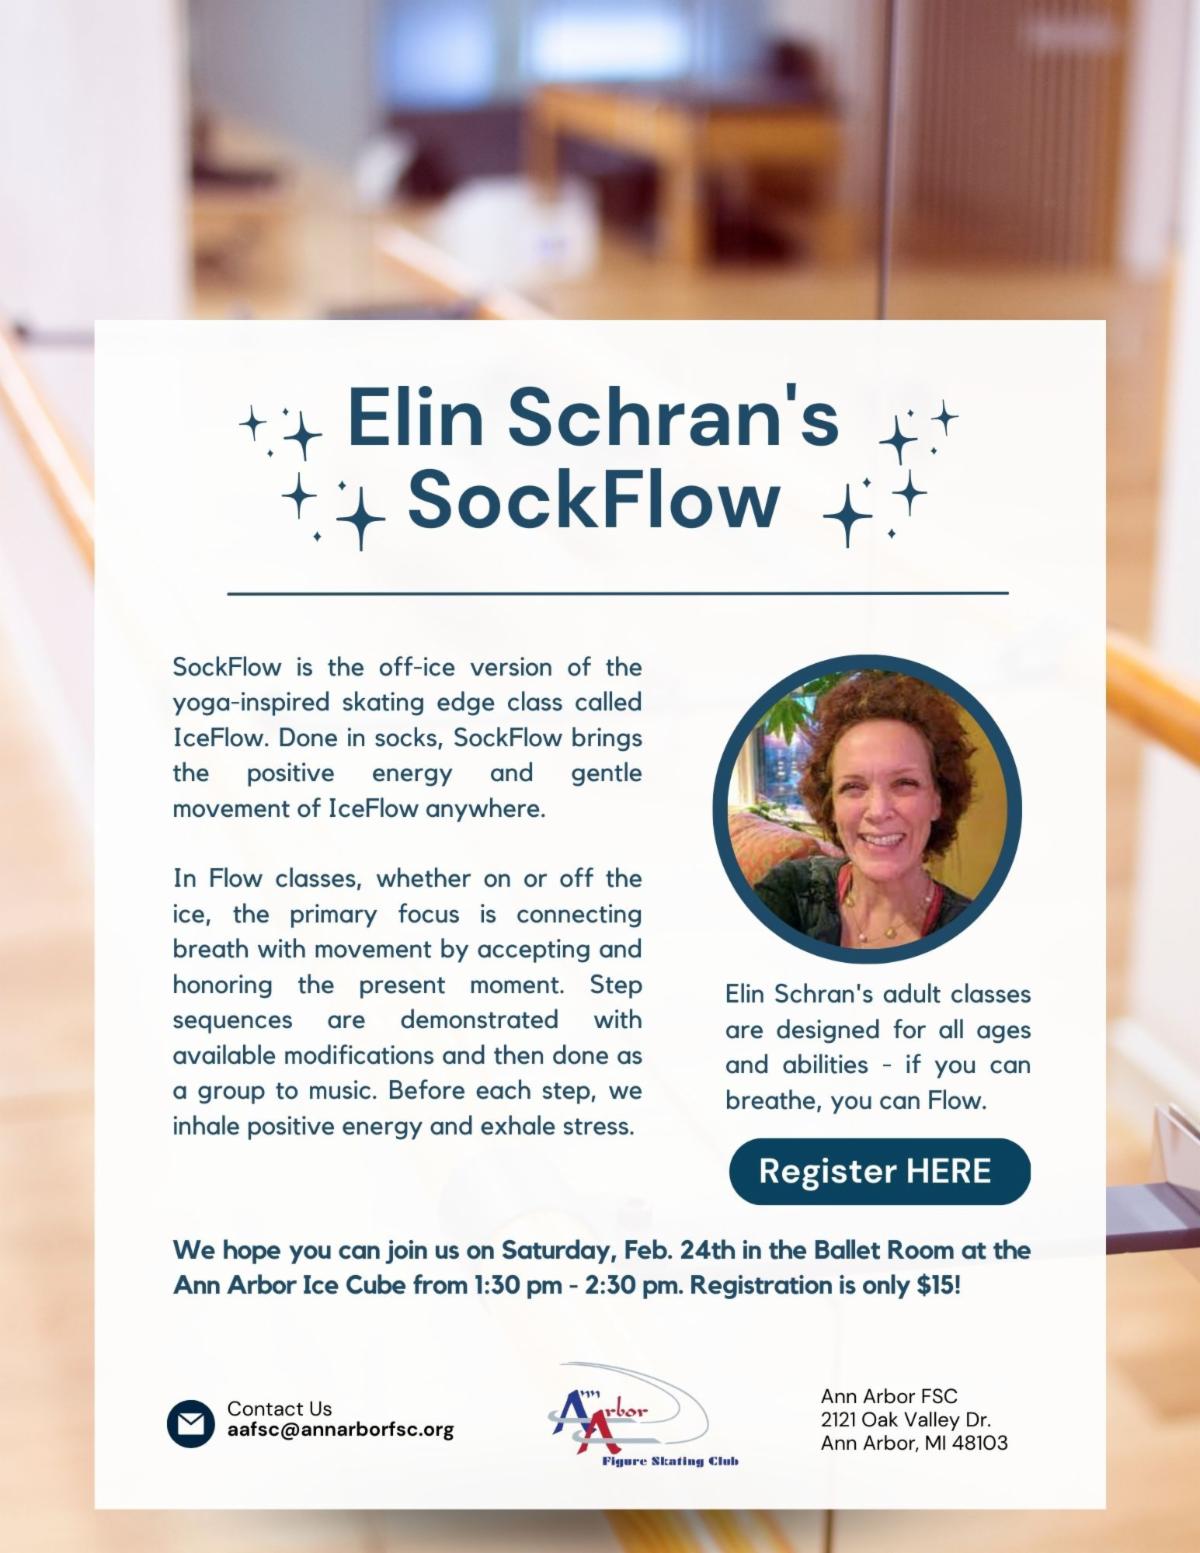 Elin Schran's
SockFlow
SockFlow is the off-ice version of the
yoga-inspired skating edge class called
IceFlow. Done in socks, SockFlow brings
the positive energy and gentle
movement of IceFlow anywhere.
In Flow classes, whether on or off the
ice, the primary focus is connecting
breath with movement by accepting and
honoring the present moment. Step
sequences are demonstrated with
available modifications and then done as
a group to music. Before each step, we
inhale positive energy and exhale stress.
Elin Schran's adult classes
are designed for all ages
and abilities - if you can
breathe, you can Flow.
Register HERE
We hope you can join us on Saturday, Feb. 24th in the Ballet Room at the
Ann Arbor Ice Cube from 1:30 pm - 2:30 pm. Registration is only $15!
Contact Us
aafsc@annarborfsc.org
Ann
Arbor
Figure Skating Club
Ann Arbor FSC
2121 Oak Valley Dr.
Ann Arbor, MI 48103